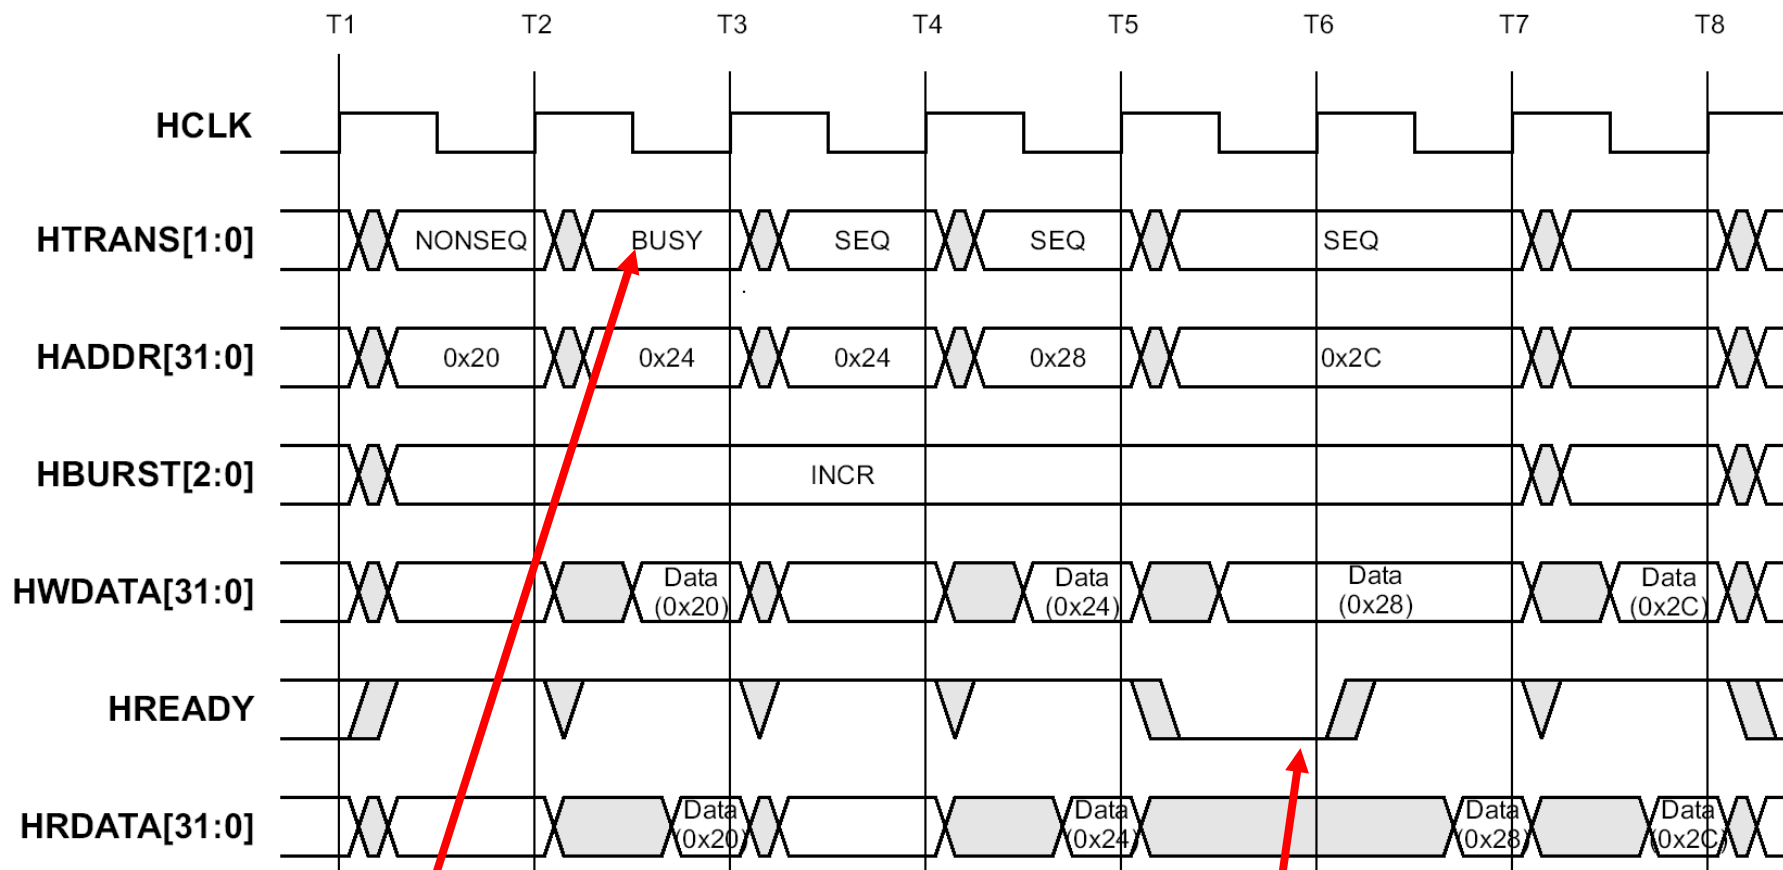 T1 T2 T3 T4 T5 T6 T7 T8
HCLK
HTRANS[1:0] NONSEQ BUSY SEQ SEQ SEQ
HADDR[31:0] 0x20 0x24 0x24 0x28 0x2C
HBURST[2:0] INCR
HWDATA[31:0] Data (0x20) Data (0x24) Data (0x28) Data (0x2C)
HREADY
HRDATA[31:0] Data (0x20) Data (0x24) Data (0x28) Data (0x2C)